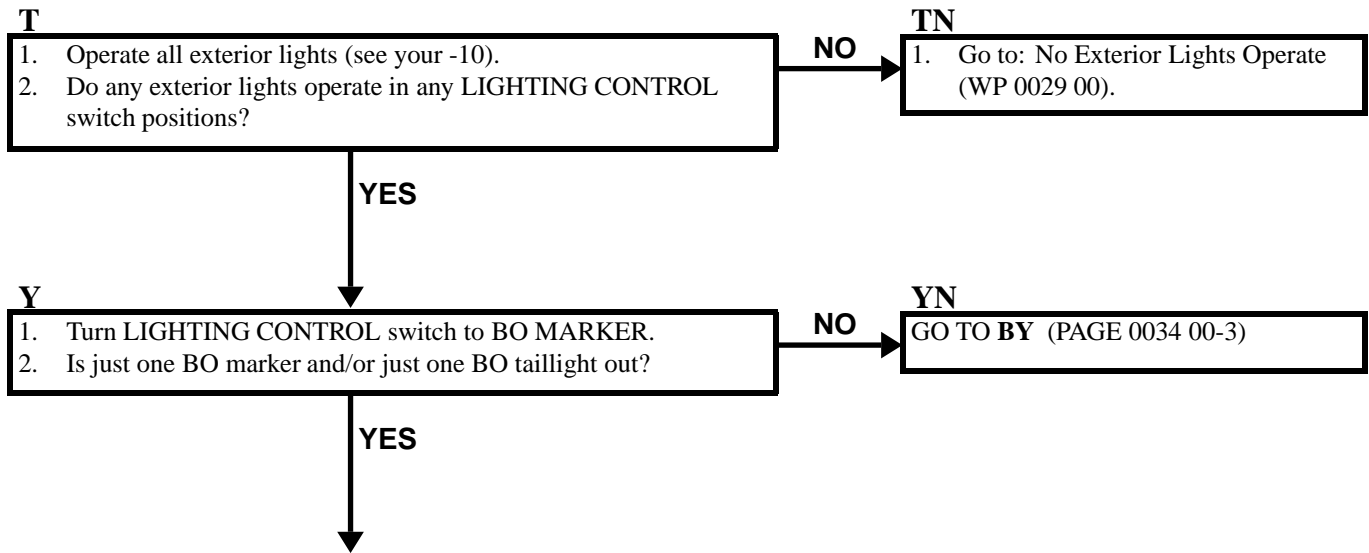 T
1. Operate all exterior lights (see your -10).
2. Do any exterior lights operate in any LIGHTING CONTROL
switch positions?
NO
TN
1. Go to: No Exterior Lights Operate
(WP 0029 00).
YES
Y
1. Turn LIGHTING CONTROL switch to BO MARKER.
2. Is just one BO marker and/or just one BO taillight out?
NO
YN
GO TO BY (PAGE 0034 00-3)
YES